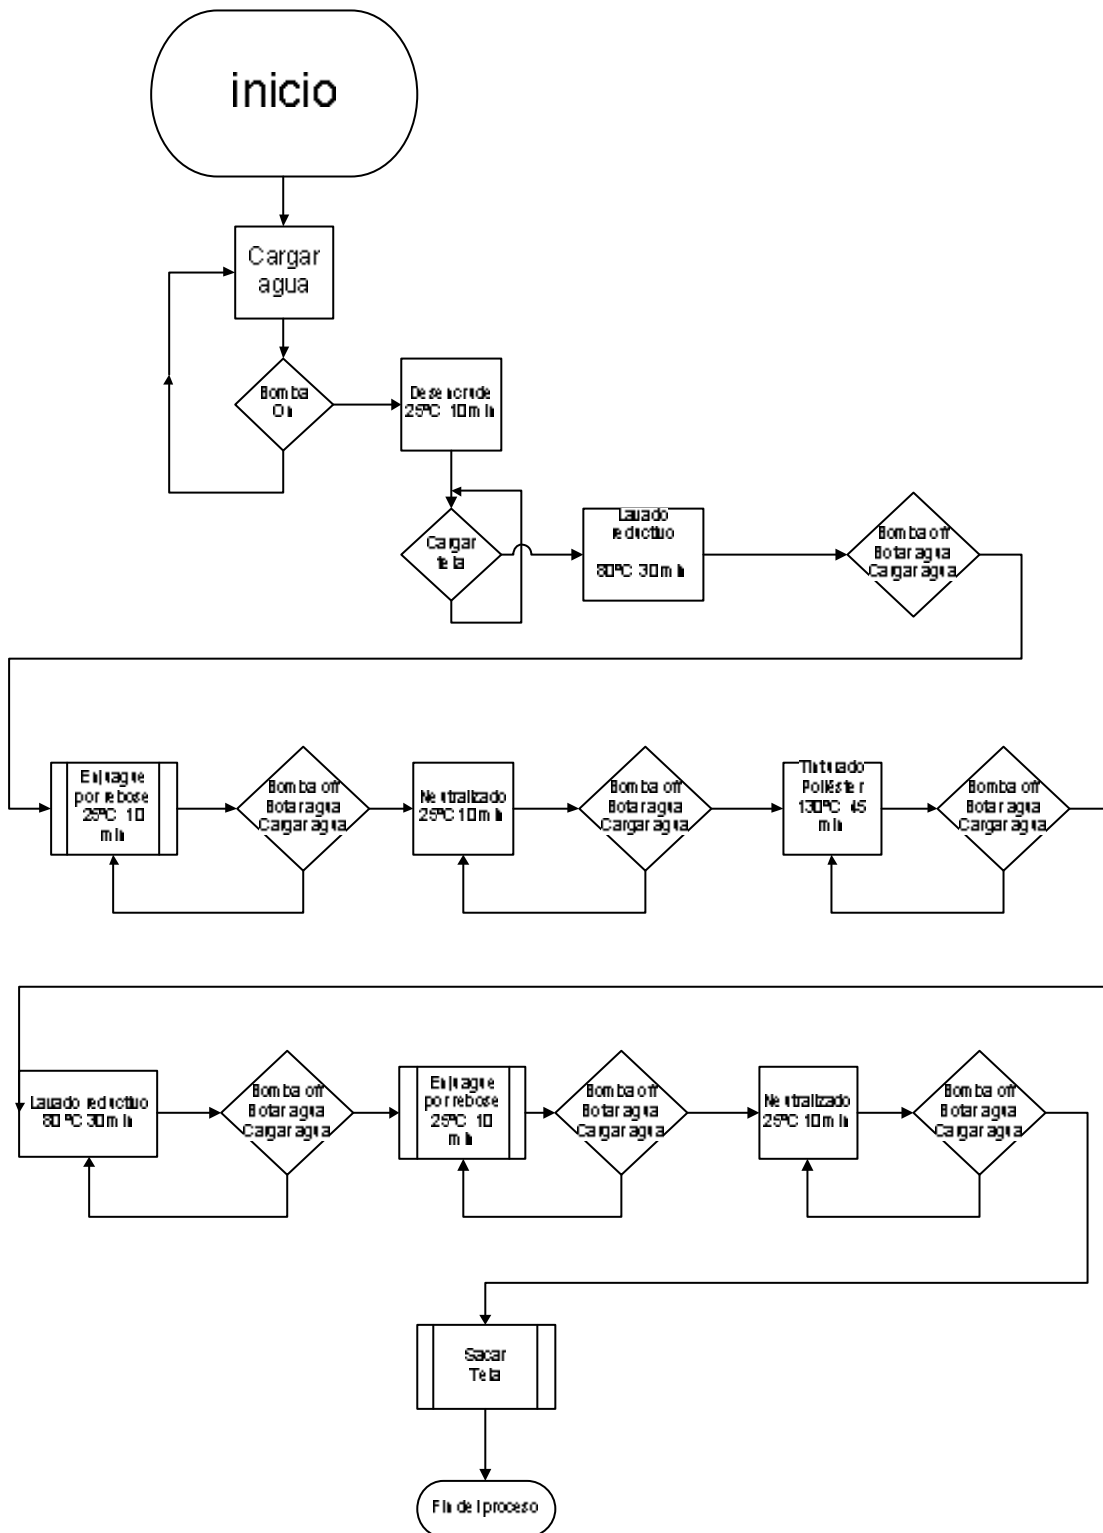 inicio
Cargar
agua
Bomba
On
Desencrude
25ºC 10min
Cargar
tela
Lavado
reductivo
80ºC 30min
Bomba off
Botar agua
Cargar agua
Enjuague
por rebose
25ºC 10
min
Bomba off
Botar agua
Cargar agua
Neutralizado
25ºC 10min
Bomba off
Botar agua
Cargar agua
Tinturado
Poliéster
130ºC 45
min
Bomba off
Botar agua
Cargar agua
Lavado reductivo
80ºC 30min
Bomba off
Botar agua
Cargar agua
Enjuague
por rebose
25ºC 10
min
Bomba off
Botar agua
Cargar agua
Neutralizado
25ºC 10min
Bomba off
Botar agua
Cargar agua
Sacar
Tela
Fin del proceso